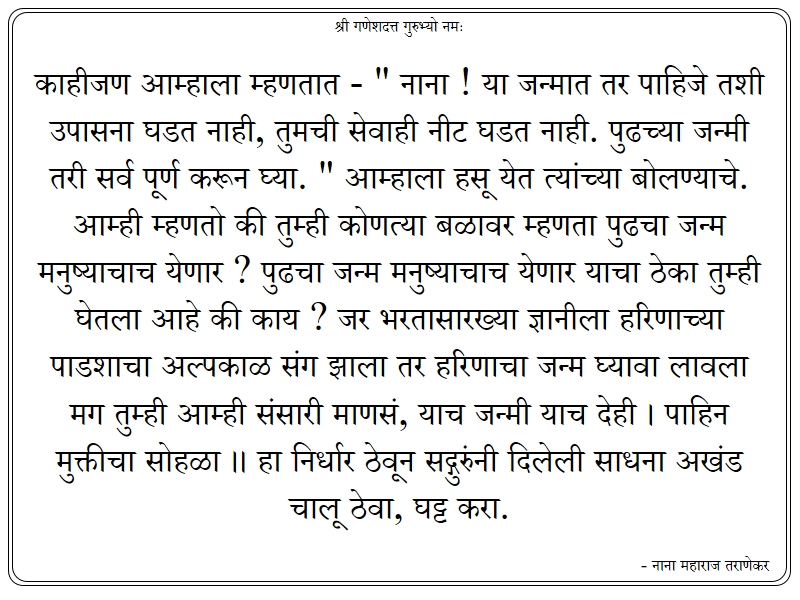 श्री गणेशदत्त गुरुभ्यो नमः
काहीजण आम्हाला म्हणतात - " नाना ! या जन्मात तर पाहिजे तशी
उपासना घडत नाही, तुमची सेवाही नीट घडत नाही. पुढच्या जन्मी
तरी सर्व पूर्ण करून घ्या. " आम्हाला हसू येत त्यांच्या बोलण्याचे.
आम्ही म्हणतो की तुम्ही कोणत्या बळावर म्हणता पुढचा जन्म
मनुष्याचाच येणार ? पुढचा जन्म मनुष्याचाच येणार याचा ठेका तुम्ही
घेतला आहे की काय ? जर भरतासारख्या ज्ञानीला हरिणाच्या
पाडशाचा अल्पकाळ संग झाला तर हरिणाचा जन्म घ्यावा लावला
मग तुम्ही आम्ही संसारी माणसं, याच जन्मी याच देही । पाहिन
मुक्तीचा सोहळा ॥ हा निर्धार ठेवून सद्गुरुंनी दिलेली साधना अखंड
चालू ठेवा, घट्ट करा.
- नाना महाराज तराणेकर